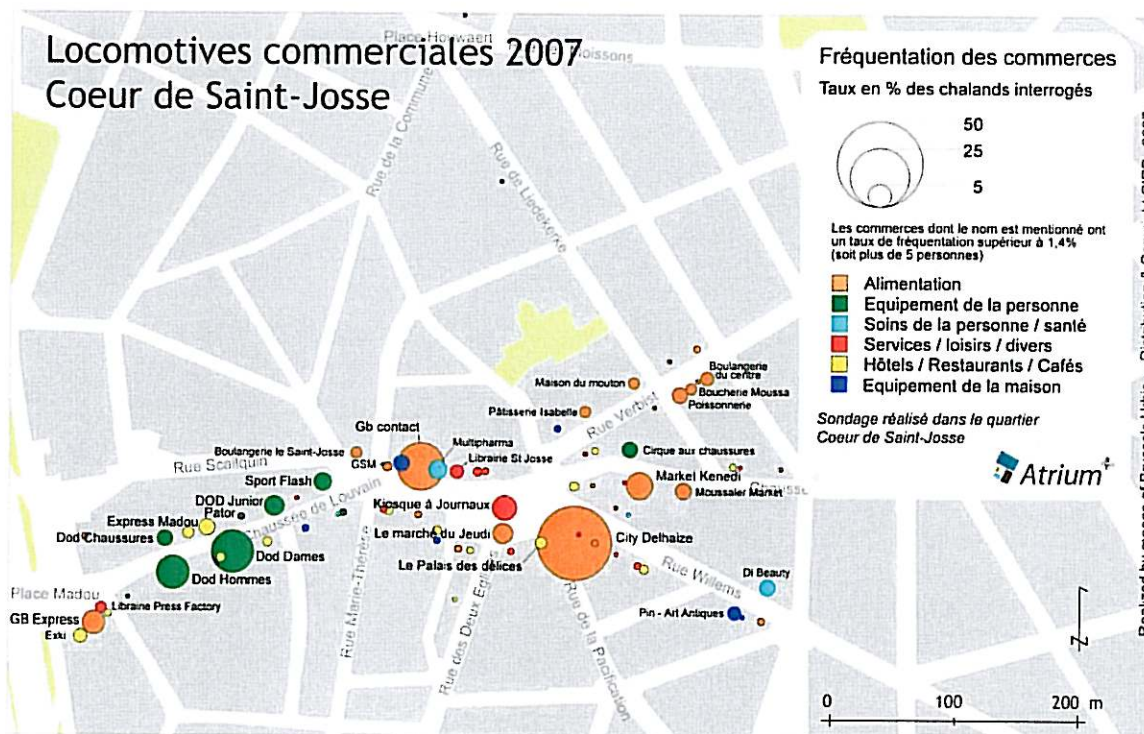 Locomotives commerciales 2007
Coeur de Saint-Josse
Place Houwaert
Rue de la Commune
Rue de Liedekerke
Fréquentation des commerces
Taux en % des chalands interrogés
50
25
5
Les commerces dont le nom est mentionné ont
un taux de fréquentation supérieur à 1,4%
(soit plus de 5 personnes)
Alimentation
Equipement de la personne
Soins de la personne / santé
Services / loisirs / divers
Hôtels / Restaurants / Cafés
Equipement de la maison
Sondage réalisé dans le quartier
Coeur de Saint-Josse
Atrium
Boulangerie
du centre
Maison du mouton
Boucherie Moussa
Poissonnerie
Pâtisserie Isabelle
Rue Verbist
Gb contact
Boulangerie le Saint-Josse
Multipharma
Cirque aux chaussures
GSM
Librairie St Josse
Rue Scailquin
Sport Flash
Markel Kenedi
Chausse
Moussaler Market
DOD Junior
Chaussée de Louvain
Kiosque à Journaux
Pator
Express Madou
Dod Chaussures
Le marché du Jeudi
City Delhaize
Dod Dames
Le Palais des délices
Dod Hommes
Rue Willems
Di Beauty
Place Madou
Libraine Press Factory
Pin - Art Antiques
GB Express
Exki
Rue Marie-Thérèse
Rue des Deux Eglises
Rue de la Pacification
N
0
100
200 m